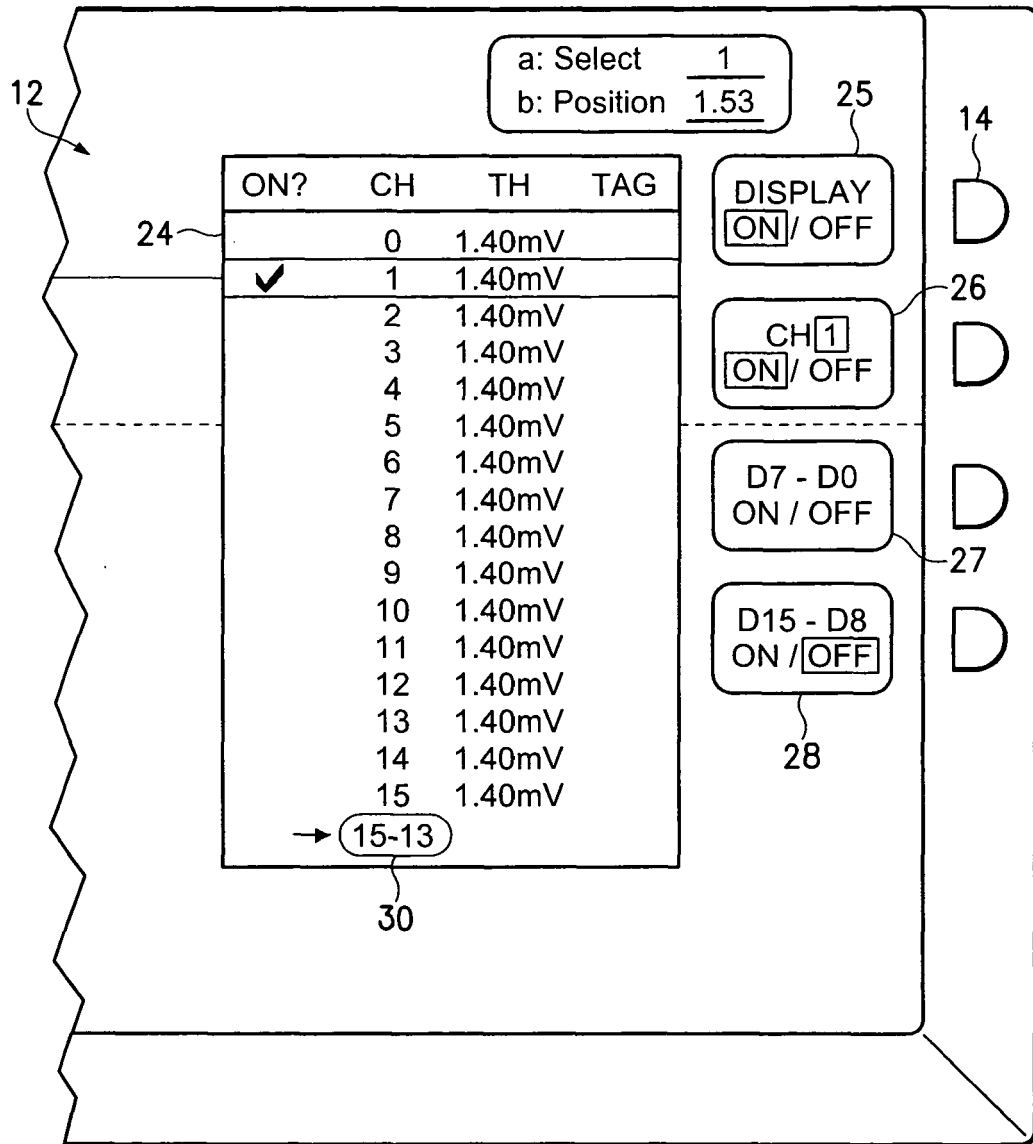 a: Select 1
b: Position 1.53
12
25
14
ON? CH TH TAG
DISPLAY
ON / OFF
24
0 1.40mV
✓ 1 1.40mV
26
2 1.40mV
CH 1
3 1.40mV
ON / OFF
4 1.40mV
5 1.40mV
6 1.40mV
D7 - D0
7 1.40mV
ON / OFF
8 1.40mV
27
9 1.40mV
10 1.40mV
D15 - D8
11 1.40mV
ON / OFF
12 1.40mV
13 1.40mV
28
14 1.40mV
15 1.40mV
→ 15-13
30